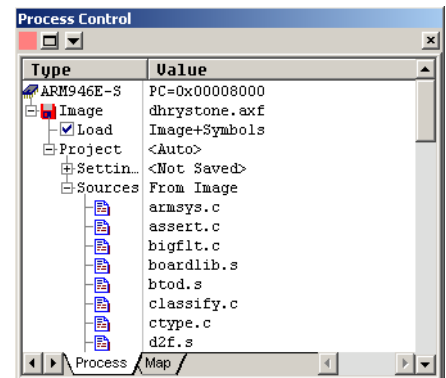 Process Control
Type Value
ARM946E-S PC=0x00008000
Image dhrystone.axf
Load Image+Symbols
Project <Auto>
Settin… <Not Saved>
Sources From Image
armsys.c
assert.c
bigflt.c
boardlib.s
btod.s
classify.c
ctype.c
d2f.s
Process Map